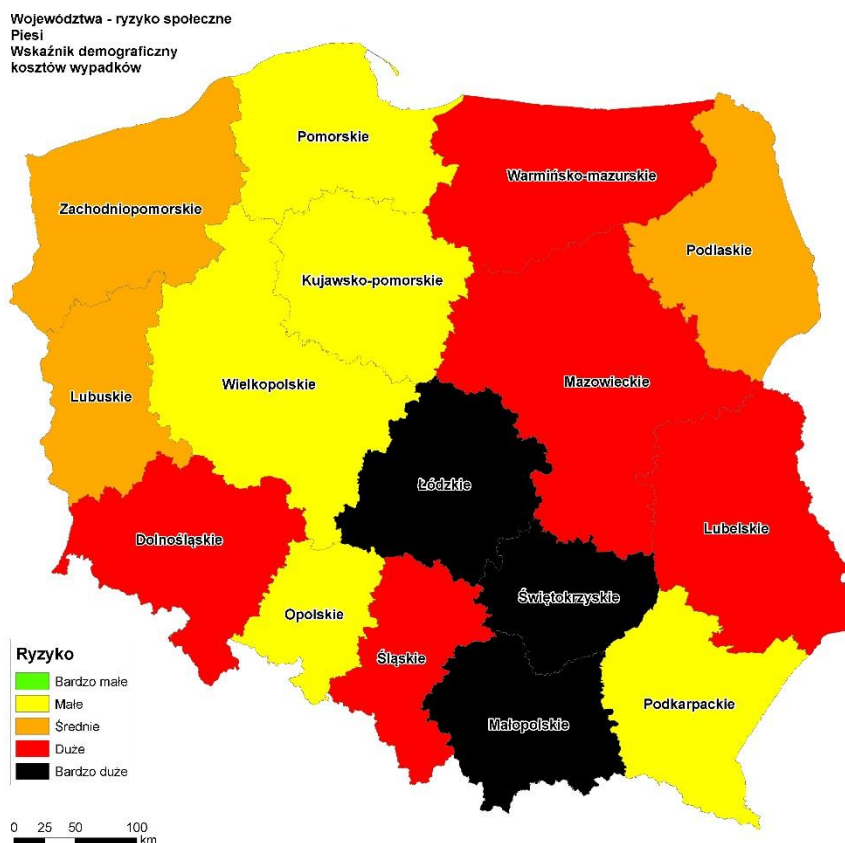 Województwa - ryzyko społeczne
Piesi
Wskaźnik demograficzny
kosztów wypadków
Pomorskie
Warmińsko-mazurskie
Zachodniopomorskie
Podlaskie
Kujawsko-pomorskie
Mazowieckie
Wielkopolskie
Lubuskie
Łódzkie
Lubelskie
Dolnośląskie
Świętokrzyskie
Opolskie
Śląskie
Podkarpackie
Małopolskie
Ryzyko
Bardzo małe
Małe
Średnie
Duże
Bardzo duże
0 25 50 100
km